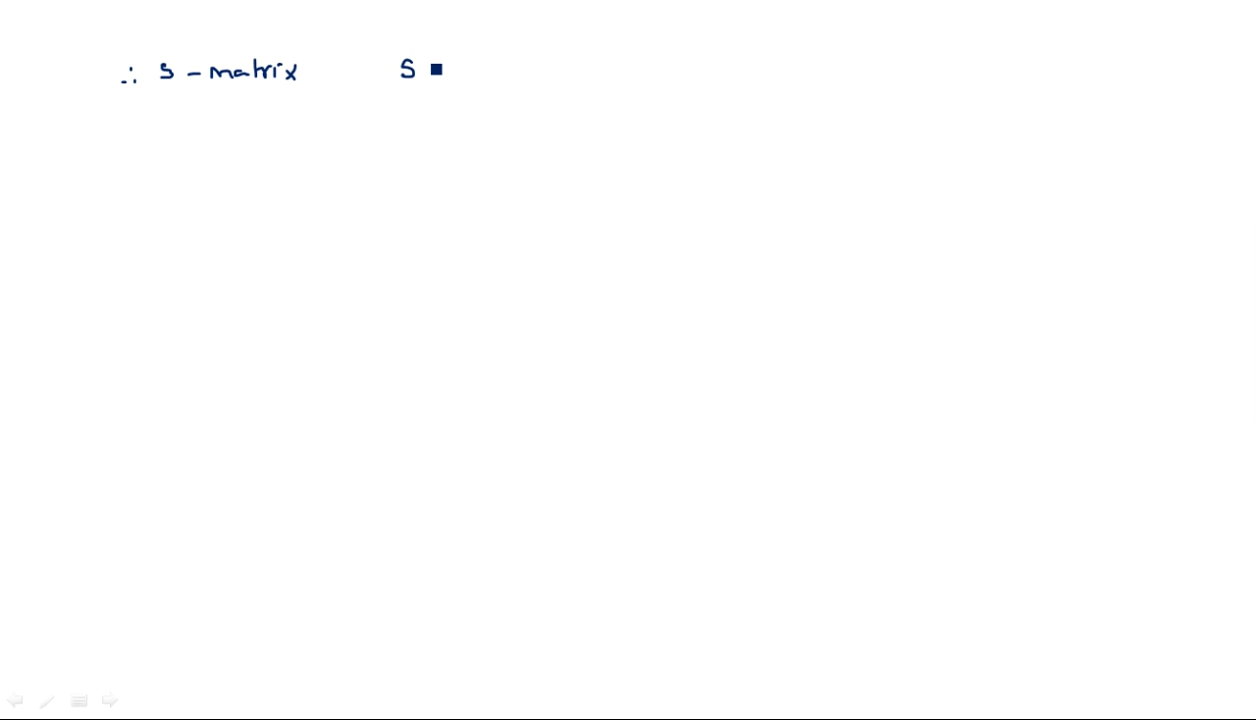 ∴ S - matrix S